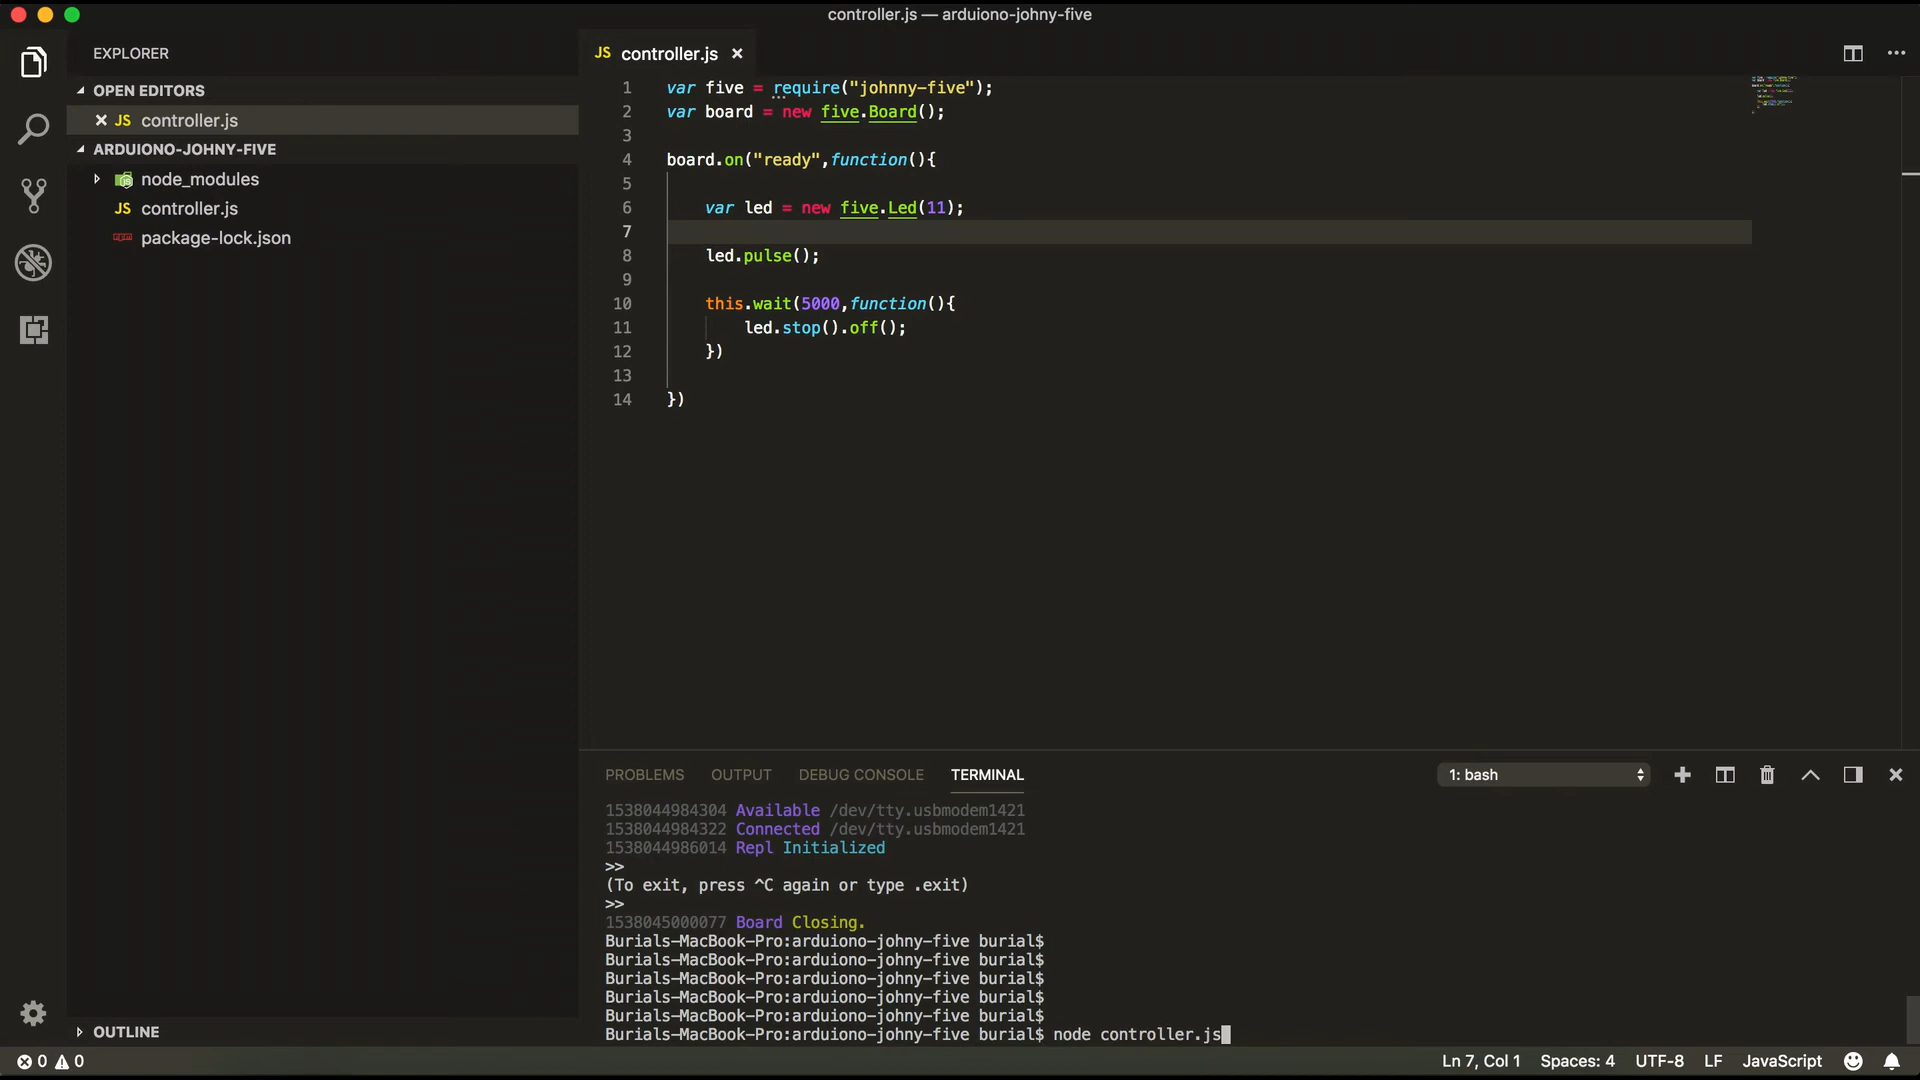 controller.js — arduiono-johny-five
EXPLORER
OPEN EDITORS
JS controller.js
ARDUIONO-JOHNY-FIVE
node_modules
JS controller.js
package-lock.json
OUTLINE
JS controller.js
1 var five = require("johnny-five");
2 var board = new five.Board();
3
4 board.on("ready",function(){
5
6 var led = new five.Led(11);
7
8 led.pulse();
9
10 this.wait(5000,function(){
11 led.stop().off();
12 })
13
14 })
PROBLEMS OUTPUT DEBUG CONSOLE TERMINAL 1: bash
1538044984304 Available /dev/tty.usbmodem1421
1538044984322 Connected /dev/tty.usbmodem1421
1538044986014 Repl Initialized
>>
(To exit, press ^C again or type .exit)
>>
1538045000077 Board Closing.
Burials-MacBook-Pro:arduiono-johny-five burial$
Burials-MacBook-Pro:arduiono-johny-five burial$
Burials-MacBook-Pro:arduiono-johny-five burial$
Burials-MacBook-Pro:arduiono-johny-five burial$
Burials-MacBook-Pro:arduiono-johny-five burial$
Burials-MacBook-Pro:arduiono-johny-five burial$ node controller.js
0 0 Ln 7, Col 1 Spaces: 4 UTF-8 LF JavaScript